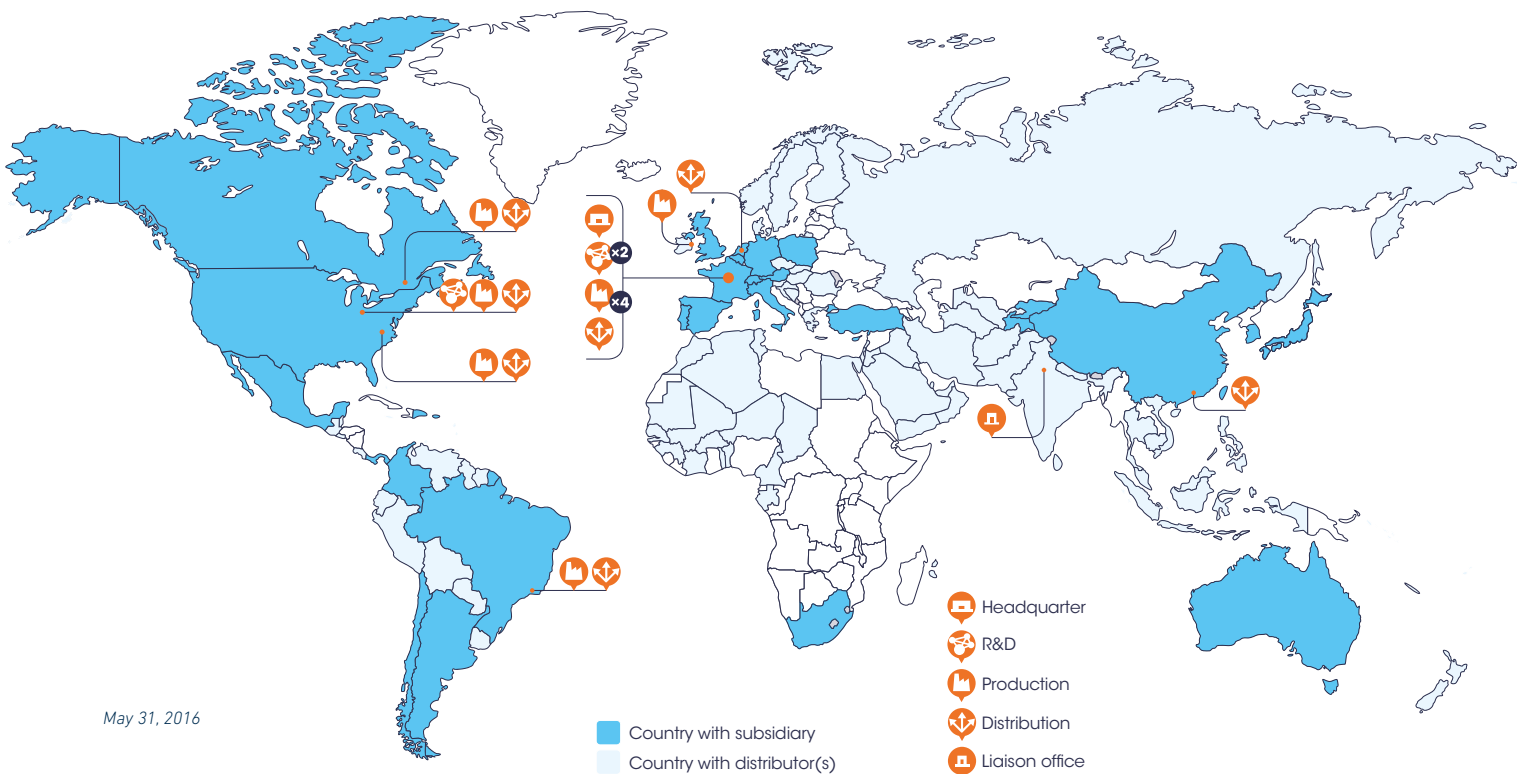 ×2
×4
Headquarter
R&D
Production
Distribution
Liaison office
May 31, 2016
Country with subsidiary
Country with distributor(s)